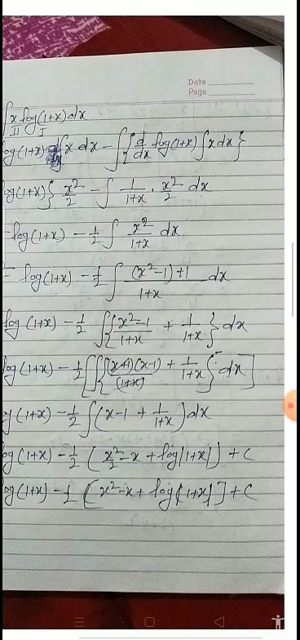 Date
Page
∫ x log(1+x) dx
II I
log(1+x) ∫ x dx - ∫ { d/dx log(1+x) ∫ x dx }
log(1+x) } x²/2 - ∫ 1/(1+x) · x²/2 dx
log(1+x) - 1/2 ∫ x²/(1+x) dx
log(1+x) - 1/2 ∫ (x²-1)+1/(1+x) dx
log(1+x) - 1/2 ∫ { x²-1/(1+x) + 1/(1+x) } dx
log(1+x) - 1/2 [ ∫ { (x+1)(x-1)/(1+x) + 1/(1+x) } dx ]
g(1+x) - 1/2 ∫ (x-1 + 1/(1+x)) dx
log(1+x) - 1/2 ( x²/2 - x + log|1+x| ) + C
log(1+x) - 1/2 [ x² - x + log|1+x| ] + C